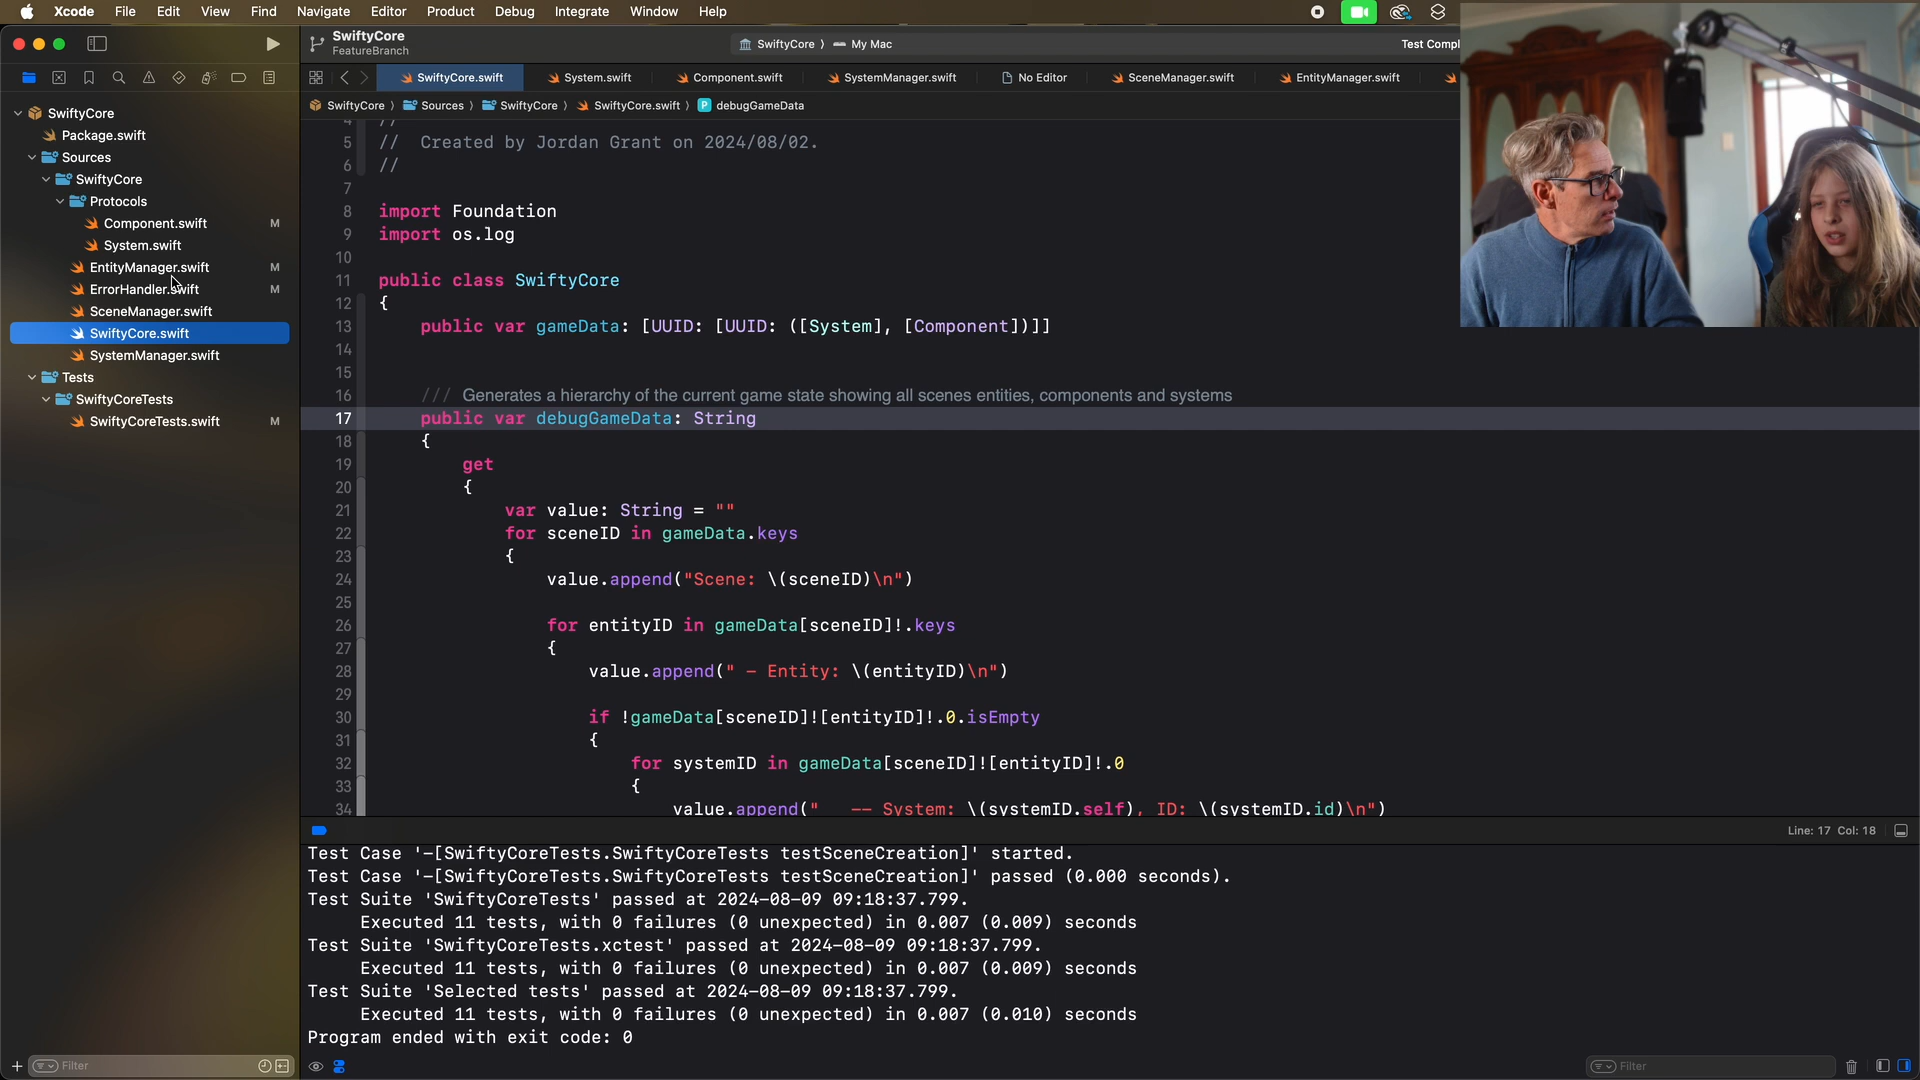 Xcode File Edit View Find Navigate Editor Product Debug Integrate Window Help
SwiftyCore
FeatureBranch
SwiftyCore 〉 My Mac
Test Compl
SwiftyCore.swift System.swift Component.swift SystemManager.swift No Editor SceneManager.swift EntityManager.swift
SwiftyCore 〉 Sources 〉 SwiftyCore 〉 SwiftyCore.swift 〉 P debugGameData
SwiftyCore
Package.swift
Sources
SwiftyCore
Protocols
Component.swift M
System.swift
EntityManager.swift M
ErrorHandler.swift M
SceneManager.swift
SwiftyCore.swift
SystemManager.swift
Tests
SwiftyCoreTests
SwiftyCoreTests.swift M
Filter
4 //
5 // Created by Jordan Grant on 2024/08/02.
6 //
7
8 import Foundation
9 import os.log
10
11 public class SwiftyCore
12 {
13 public var gameData: [UUID: [UUID: ([System], [Component])]]
14
15
16 /// Generates a hierarchy of the current game state showing all scenes entities, components and systems
17 public var debugGameData: String
18 {
19 get
20 {
21 var value: String = ""
22 for sceneID in gameData.keys
23 {
24 value.append("Scene: \(sceneID)\n")
25
26 for entityID in gameData[sceneID]!.keys
27 {
28 value.append(" - Entity: \(entityID)\n")
29
30 if !gameData[sceneID]![entityID]!.0.isEmpty
31 {
32 for systemID in gameData[sceneID]![entityID]!.0
33 {
34 value.append("   -- System: \(systemID.self), ID: \(systemID.id)\n")
Line: 17 Col: 18
Test Case '-[SwiftyCoreTests.SwiftyCoreTests testSceneCreation]' started.
Test Case '-[SwiftyCoreTests.SwiftyCoreTests testSceneCreation]' passed (0.000 seconds).
Test Suite 'SwiftyCoreTests' passed at 2024-08-09 09:18:37.799.
Executed 11 tests, with 0 failures (0 unexpected) in 0.007 (0.009) seconds
Test Suite 'SwiftyCoreTests.xctest' passed at 2024-08-09 09:18:37.799.
Executed 11 tests, with 0 failures (0 unexpected) in 0.007 (0.009) seconds
Test Suite 'Selected tests' passed at 2024-08-09 09:18:37.799.
Executed 11 tests, with 0 failures (0 unexpected) in 0.007 (0.010) seconds
Program ended with exit code: 0
Filter